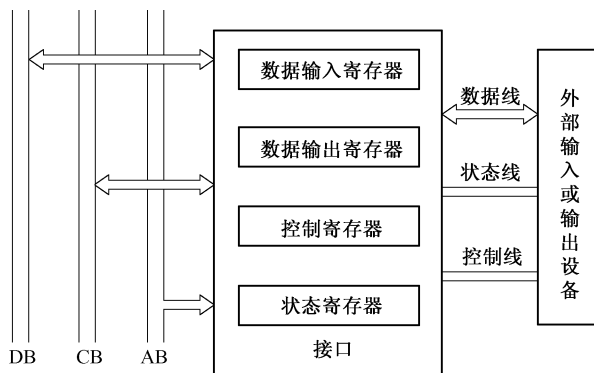 数据输入寄存器
数据输出寄存器
控制寄存器
状态寄存器
接口
数据线
状态线
控制线
外部输入或输出设备
DB
CB
AB